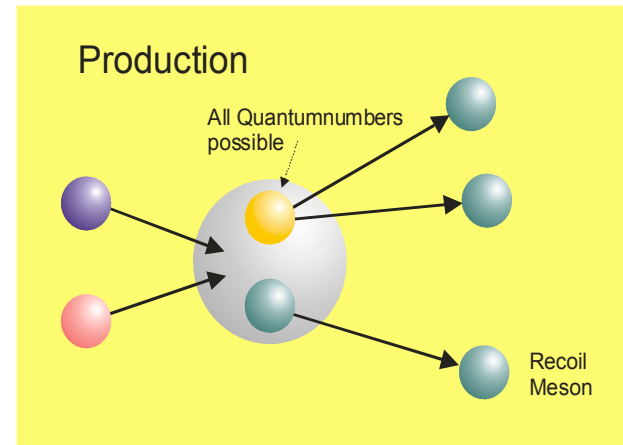 Production
All Quantumnumbers
possible
Recoil
Meson